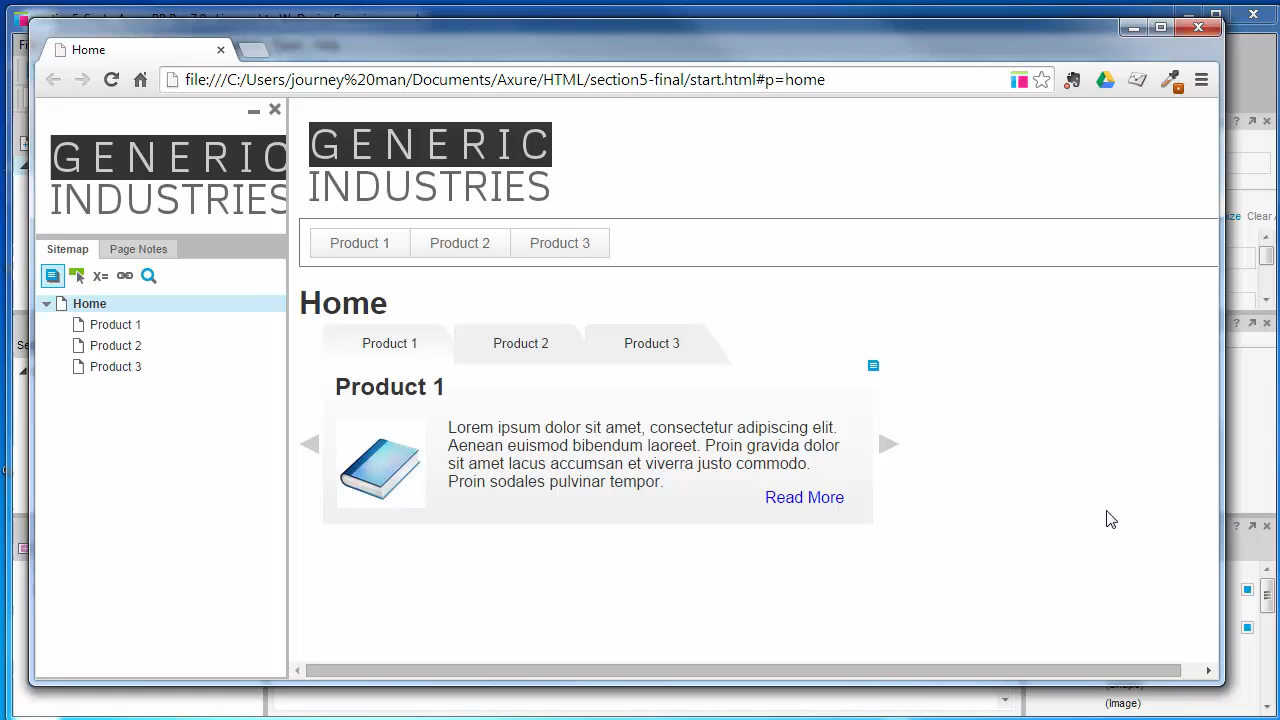 Home
file:///C:/Users/journey%20man/Documents/Axure/HTML/section5-final/start.html#p=home
GENERIC
INDUSTRIES
Sitemap
Page Notes
X=
Home
Product 1
Product 2
Product 3
GENERIC
INDUSTRIES
Product 1
Product 2
Product 3
Home
Product 1
Product 2
Product 3
Product 1
Lorem ipsum dolor sit amet, consectetur adipiscing elit.
Aenean euismod bibendum laoreet. Proin gravida dolor
sit amet lacus accumsan et viverra justo commodo.
Proin sodales pulvinar tempor.
Read More
(Image)